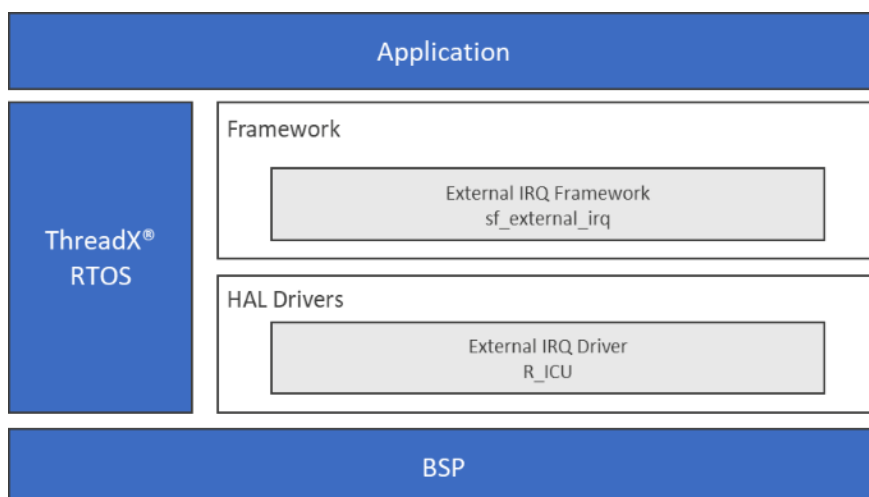 Application
ThreadX®
RTOS
Framework
External IRQ Framework
sf_external_irq
HAL Drivers
External IRQ Driver
R_ICU
BSP